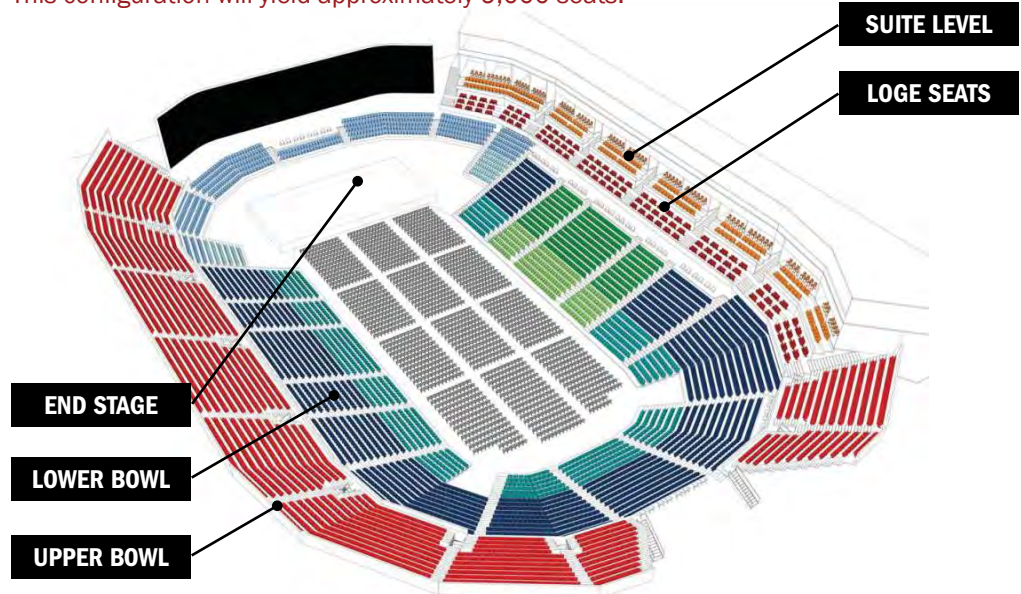 This configuration will yield approximately seats.
SUITE LEVEL
LOGE SEATS
END STAGE
LOWER BOWL
UPPER BOWL